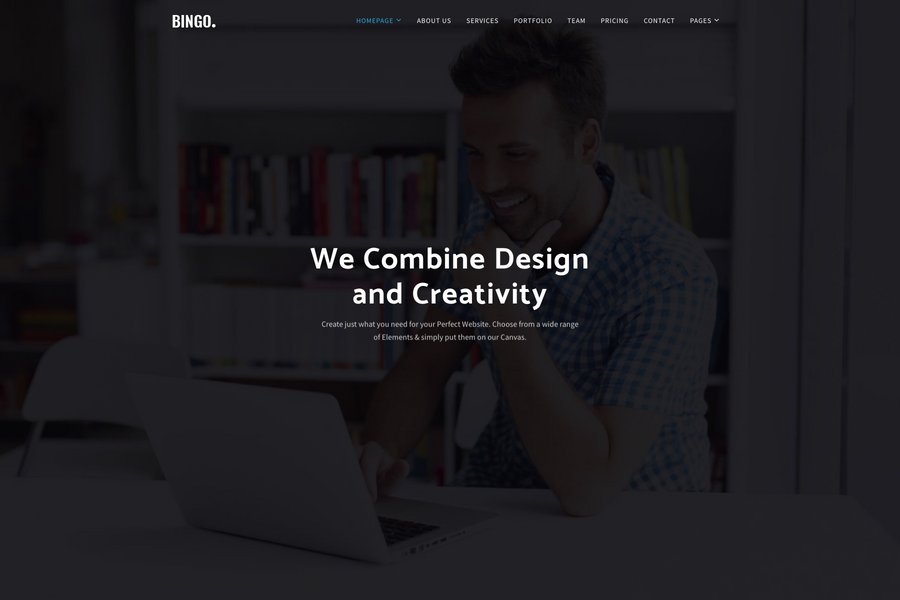 BINGO.
HOMEPAGE ABOUT US SERVICES PORTFOLIO TEAM PRICING CONTACT PAGES
We Combine Design
and Creativity
Create just what you need for your Perfect Website. Choose from a wide range
of Elements & simply put them on our Canvas.